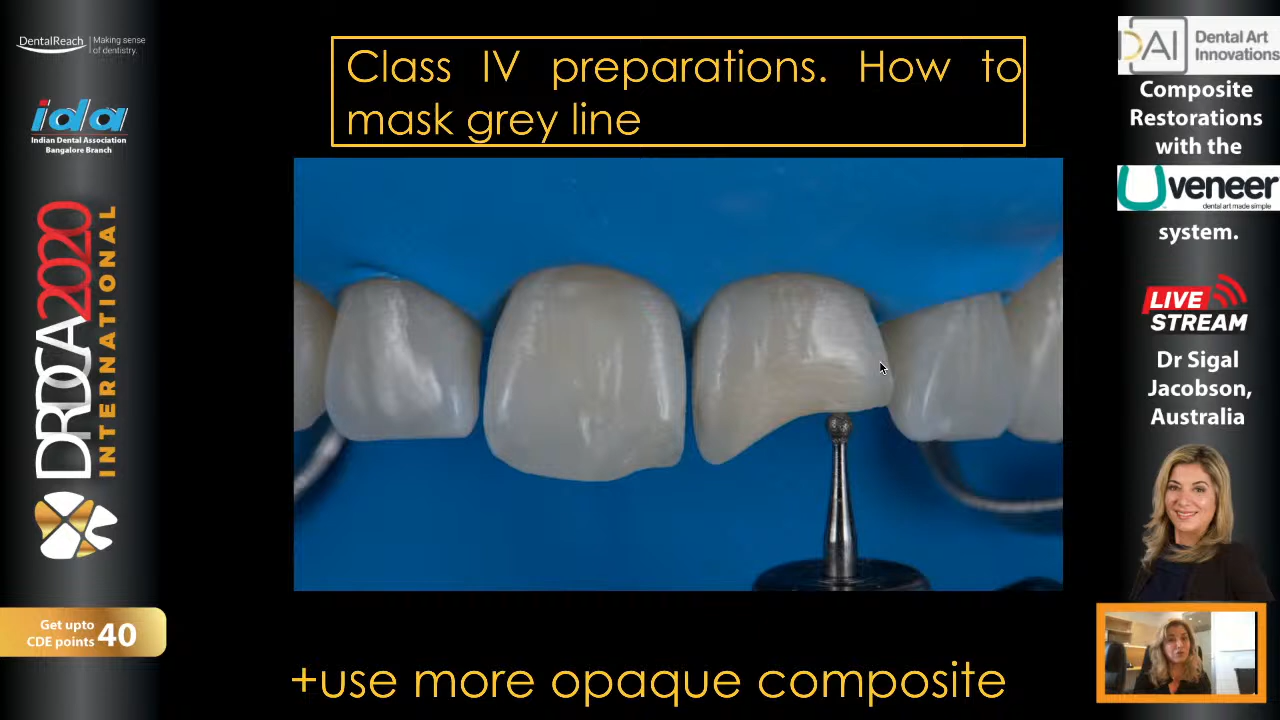 DentalReach
Making sense
of dentistry.
ida
Indian Dental Association
Bangalore Branch
DRDCA2020
INTERNATIONAL
Get upto
CDE points 40
Class IV preparations. How to
mask grey line
+use more opaque composite
DAI Dental Art
Innovations
Composite
Restorations
with the
Uveneer
dental art made simple
system.
LIVE
STREAM
Dr Sigal
Jacobson,
Australia